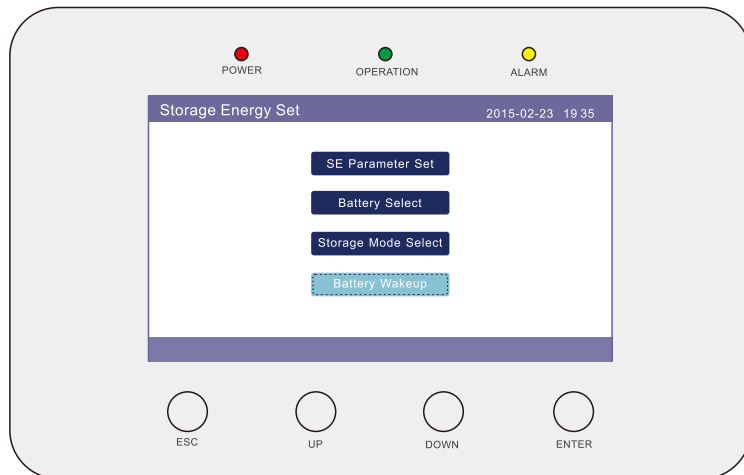 POWER OPERATION ALARM
Storage Energy Set 2015-02-23 19 35
SE Parameter Set
Battery Select
Storage Mode Select
Battery Wakeup
ESC UP DOWN ENTER